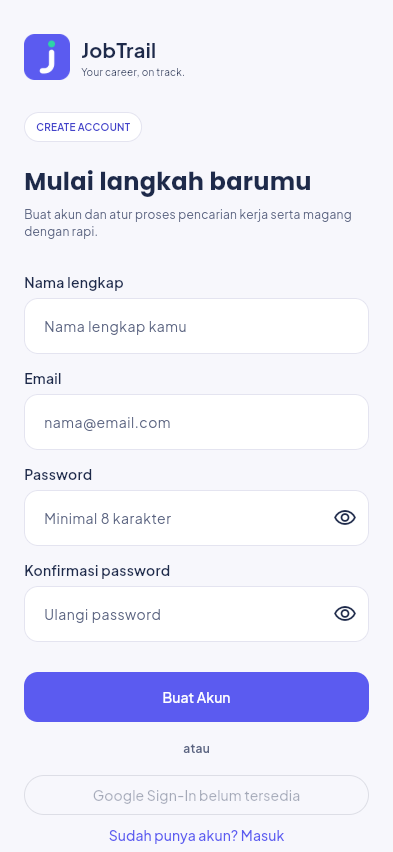 JobTrail
Your career, on track.
CREATE ACCOUNT
Mulai langkah barumu
Buat akun dan atur proses pencarian kerja serta magang
dengan rapi.
Nama lengkap
Nama lengkap kamu
Email
nama@email.com
Password
Minimal 8 karakter
Konfirmasi password
Ulangi password
Buat Akun
atau
Google Sign-In belum tersedia
Sudah punya akun? Masuk